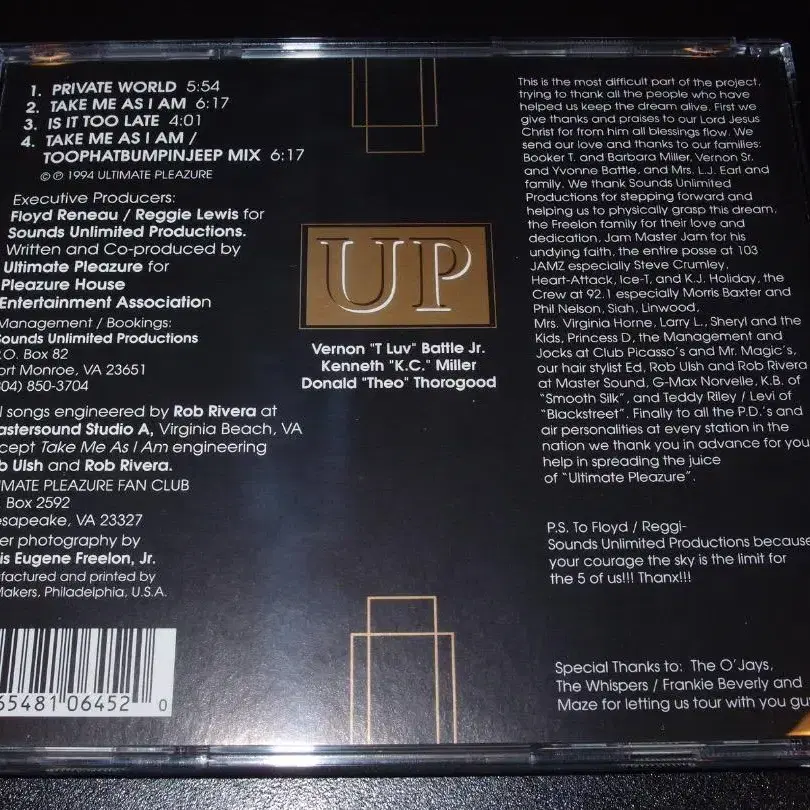 1. PRIVATE WORLD 5:54
2. TAKE ME AS I AM 6:17
3. IS IT TOO LATE 4:01
4. TAKE ME AS I AM /
TOOPHATBUMPINJEEP MIX 6:17
© ℗ 1994 ULTIMATE PLEAZURE
Executive Producers:
Floyd Reneau / Reggie Lewis for
Sounds Unlimited Productions.
Written and Co-produced by
Ultimate Pleazure for
Pleazure House
Entertainment Association
Management / Bookings:
Sounds Unlimited Productions
.O. Box 82
ort Monroe, VA 23651
04) 850-3704
l songs engineered by Rob Rivera at
astersound Studio A, Virginia Beach, VA
cept Take Me As I Am engineering
b Ulsh and Rob Rivera.
IMATE PLEAZURE FAN CLUB
. Box 2592
esapeake, VA 23327
er photography by
is Eugene Freelon, Jr.
ufactured and printed by
Makers, Philadelphia, U.S.A.
65481 06452 0
UP
Vernon "T Luv" Battle Jr.
Kenneth "K.C." Miller
Donald "Theo" Thorogood
This is the most difficult part of the project,
trying to thank all the people who have
helped us keep the dream alive. First we
give thanks and praises to our Lord Jesus
Christ for from him all blessings flow. We
send our love and thanks to our families:
Booker T. and Barbara Miller, Vernon Sr.
and Yvonne Battle, and Mrs. L.J. Earl and
family. We thank Sounds Unlimited
Productions for stepping forward and
helping us to physically grasp this dream,
the Freelon family for their love and
dedication, Jam Master Jam for his
undying faith, the entire posse at 103
JAMZ especially Steve Crumley,
Heart-Attack, Ice-T, and K.J. Holiday, the
Crew at 92.1 especially Morris Baxter and
Phil Nelson, Siah, Linwood,
Mrs. Virginia Horne, Larry L., Sheryl and the
Kids, Princess D, the Management and
Jocks at Club Picasso's and Mr. Magic's,
our hair stylist Ed, Rob Ulsh and Rob Rivera
at Master Sound, G-Max Norvelle, K.B. of
"Smooth Silk", and Teddy Riley / Levi of
"Blackstreet". Finally to all the P.D.'s and
air personalities at every station in the
nation we thank you in advance for you
help in spreading the juice
of "Ultimate Pleazure".
P.S. To Floyd / Reggi-
Sounds Unlimited Productions because
your courage the sky is the limit for
the 5 of us!!! Thanx!!!
Special Thanks to: The O'Jays,
The Whispers / Frankie Beverly and
Maze for letting us tour with you guy